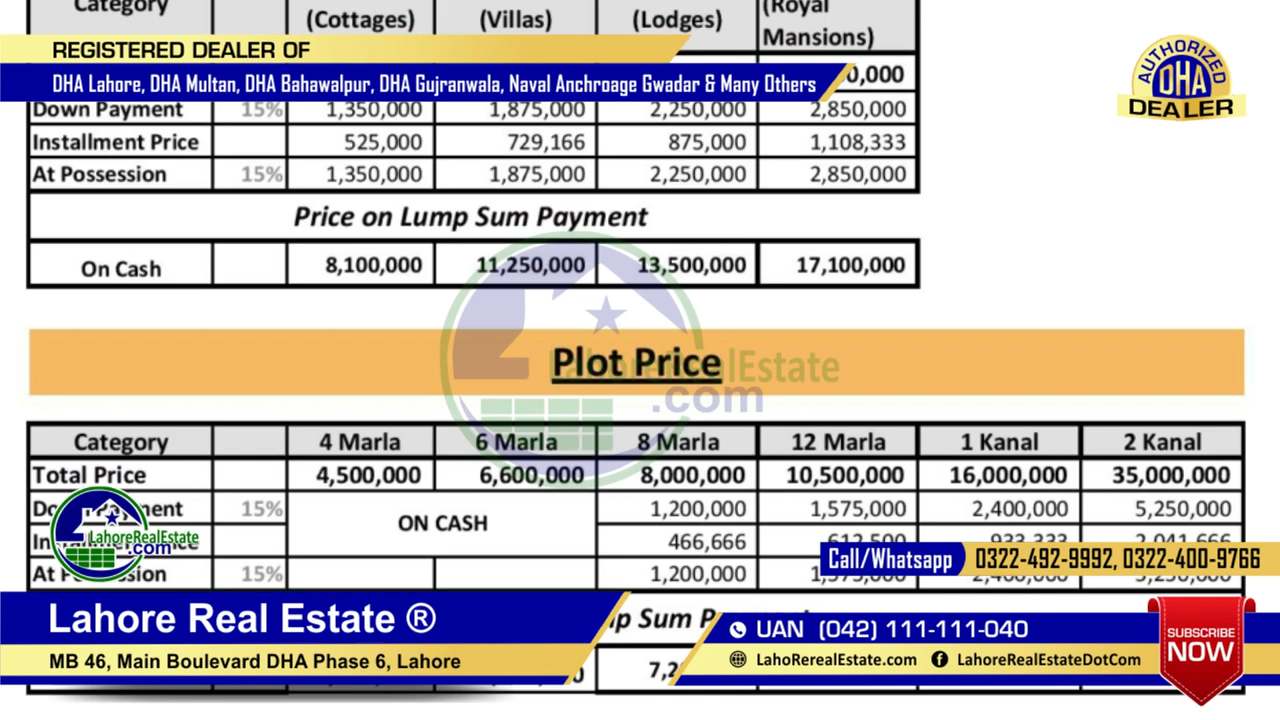 Category (Cottages) (Villas) (Lodges) (Royal Mansions)
REGISTERED DEALER OF
DHA Lahore, DHA Multan, DHA Bahawalpur, DHA Gujranwala, Naval Anchroage Gwadar & Many Others
AUTHORIZED DHA DEALER
Down Payment 15% 1,350,000 1,875,000 2,250,000 2,850,000
Installment Price 525,000 729,166 875,000 1,108,333
At Possession 15% 1,350,000 1,875,000 2,250,000 2,850,000
Price on Lump Sum Payment
On Cash 8,100,000 11,250,000 13,500,000 17,100,000
Plot Price
LahoreRealEstate
.com
Category 4 Marla 6 Marla 8 Marla 12 Marla 1 Kanal 2 Kanal
Total Price 4,500,000 6,600,000 8,000,000 10,500,000 16,000,000 35,000,000
15% ON CASH 1,200,000 1,575,000 2,400,000 5,250,000
466,666 612,500 933,333 2,041,666
15% 1,200,000
LahoreRealEstate
.com
Call/Whatsapp 0322-492-9992, 0322-400-9766
Lahore Real Estate ®
MB 46, Main Boulevard DHA Phase 6, Lahore
UAN (042) 111-111-040
LahoRerealEstate.com LahoreRealEstateDotCom
SUBSCRIBE
NOW